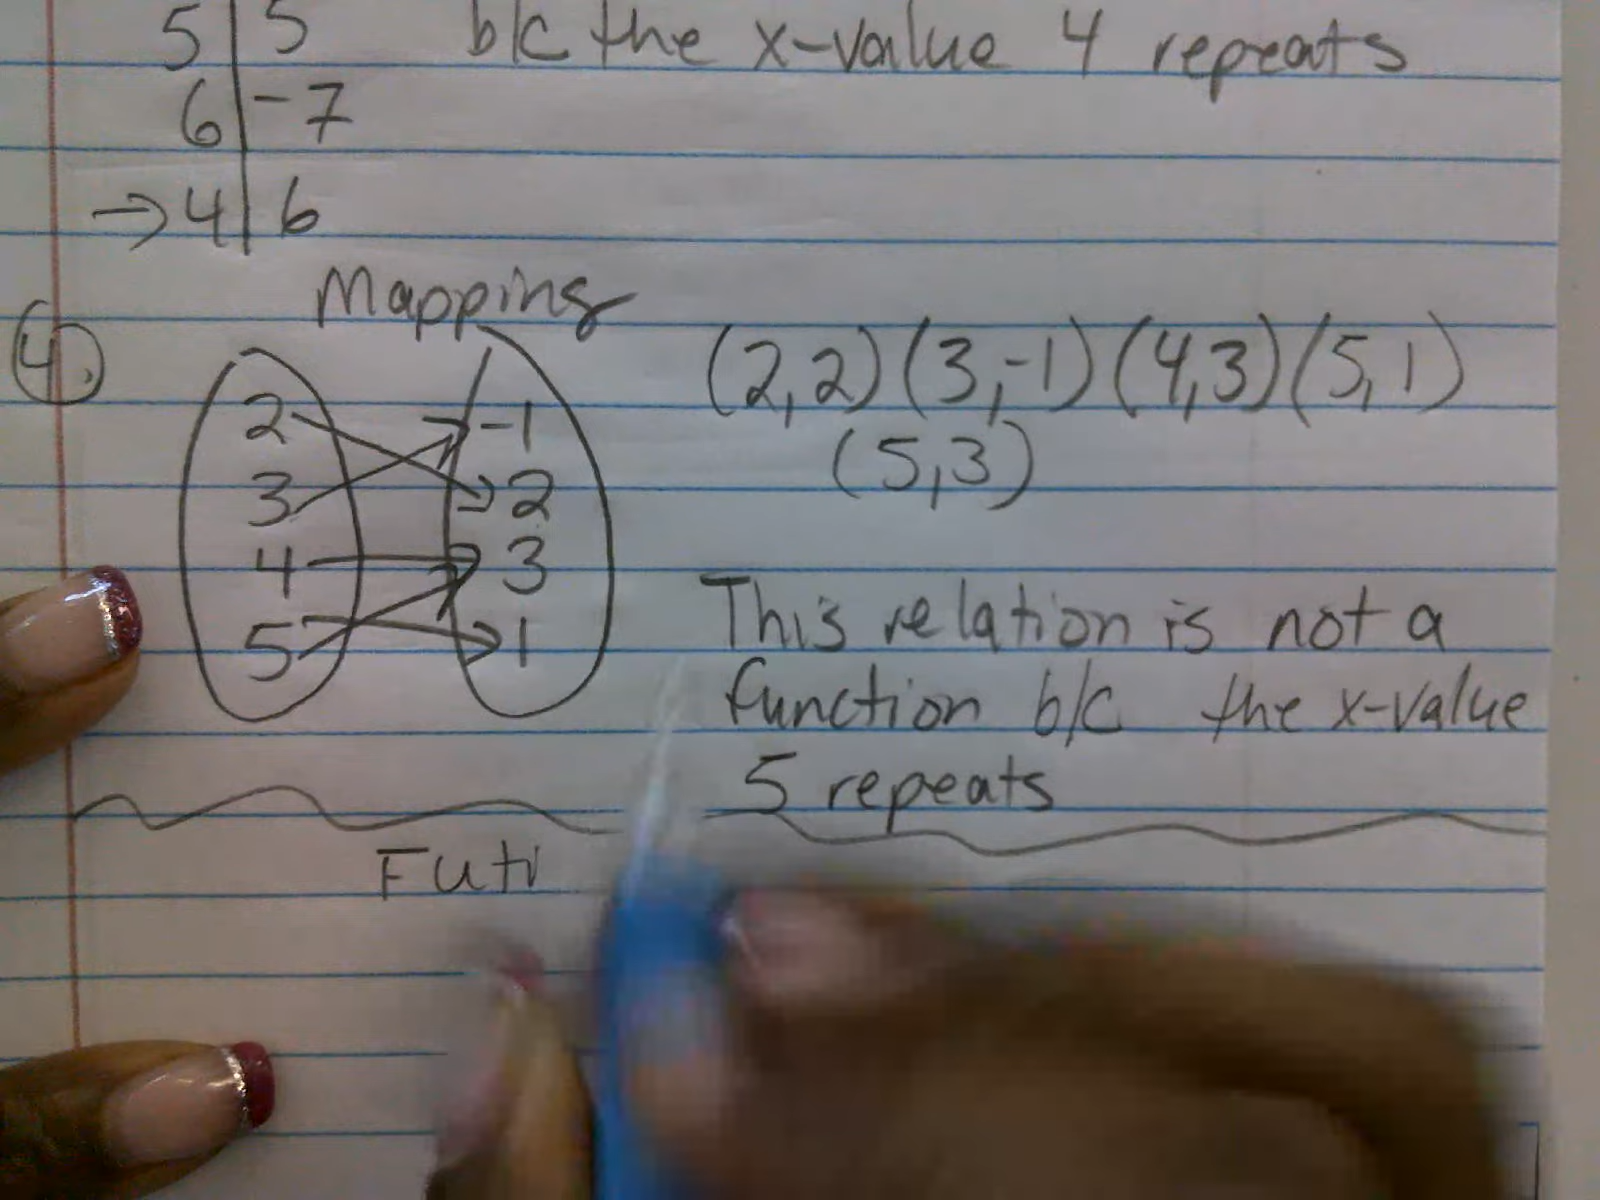 5 | 5 b/c the x-value 4 repeats
6 | -7
→ 4 | 6
Mapping
4.
(2,2) (3,-1) (4,3) (5,1)
(5,3)
2 -1
3 2
4 3
5 1
This relation is not a
function b/c the x-value
5 repeats
Futi